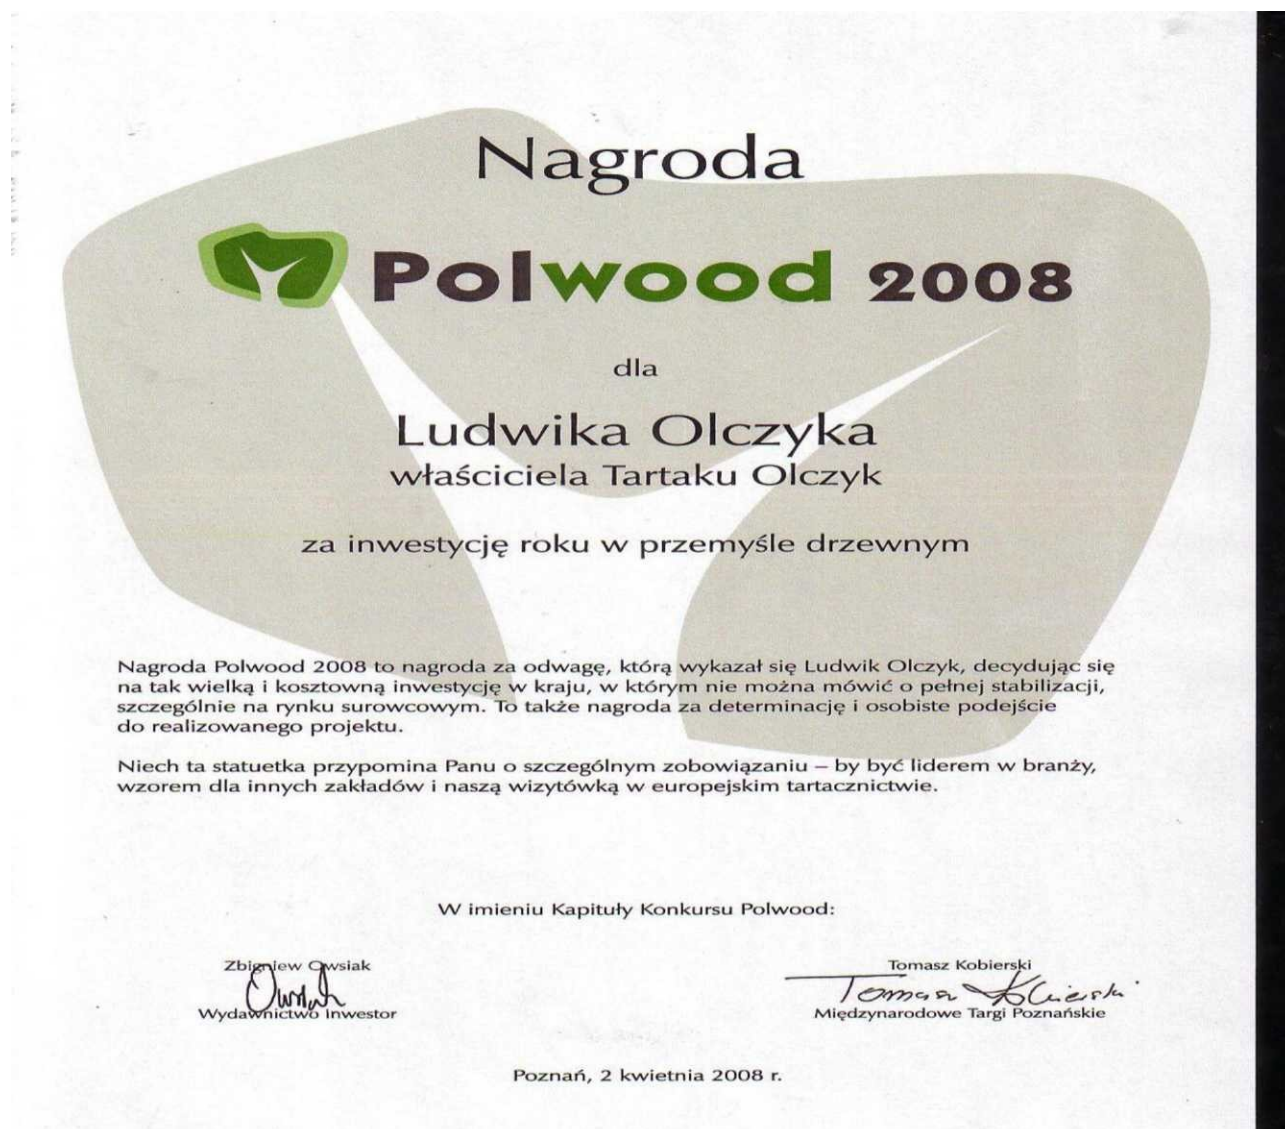 Nagroda
Polwood 2008
dla
Ludwika Olczyka
właściciela Tartaku Olczyk
za inwestycję roku w przemyśle drzewnym
Nagroda Polwood 2008 to nagroda za odwagę, którą wykazał się Ludwik Olczyk, decydując się
na tak wielką i kosztowną inwestycję w kraju, w którym nie można mówić o pełnej stabilizacji,
szczególnie na rynku surowcowym. To także nagroda za determinację i osobiste podejście
do realizowanego projektu.
Niech ta statuetka przypomina Panu o szczególnym zobowiązaniu – by być liderem w branży,
wzorem dla innych zakładów i naszą wizytówką w europejskim tartacznictwie.
W imieniu Kapituły Konkursu Polwood:
Zbigniew Owsiak
Wydawnictwo Inwestor
Tomasz Kobierski
Tomasz Kobierski
Międzynarodowe Targi Poznańskie
Poznań, 2 kwietnia 2008 r.